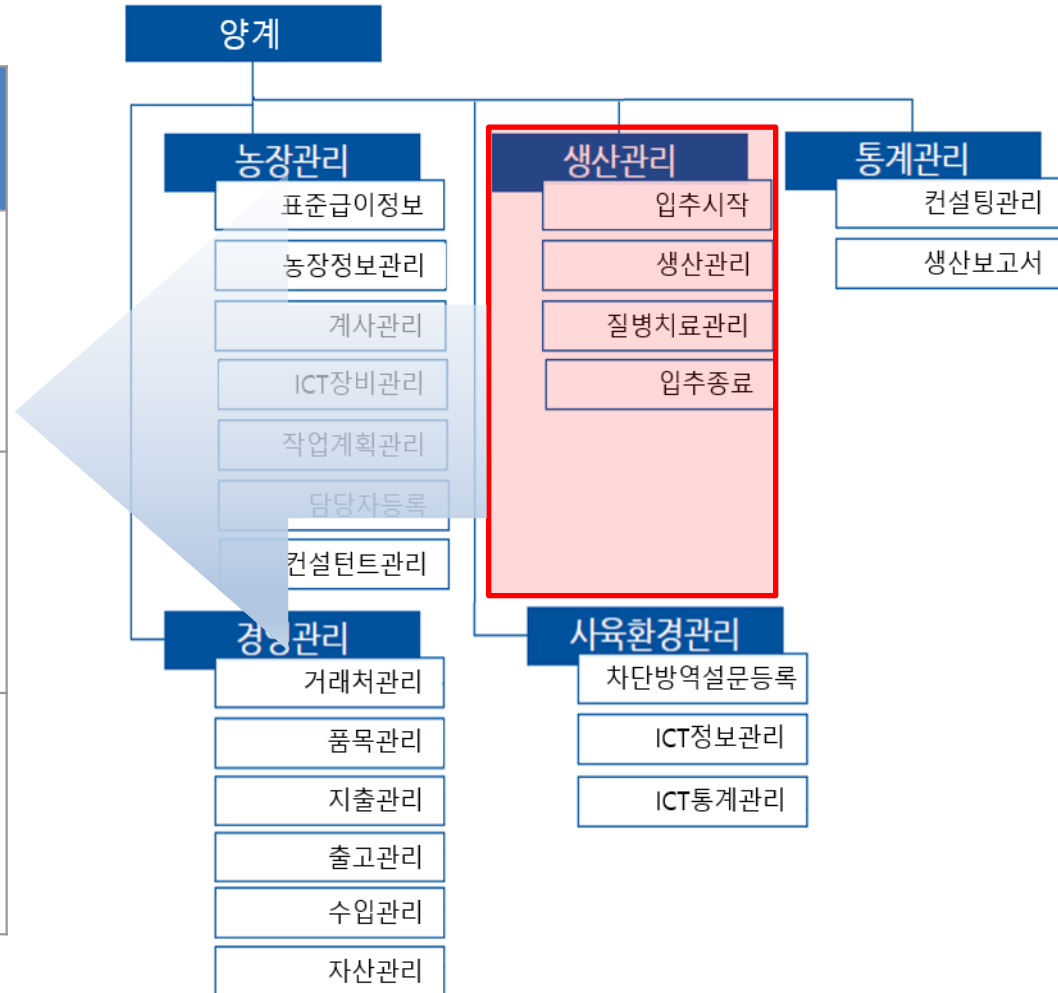 양계
농장관리
표준급이정보
농장정보관리
계사관리
ICT장비관리
작업계획관리
담당자등록
컨설턴트관리
생산관리
입추시작
생산관리
질병치료관리
입추종료
통계관리
컨설팅관리
생산보고서
경영관리
거래처관리
품목관리
지출관리
출고관리
수입관리
자산관리
사육환경관리
차단방역설문등록
ICT정보관리
ICT통계관리